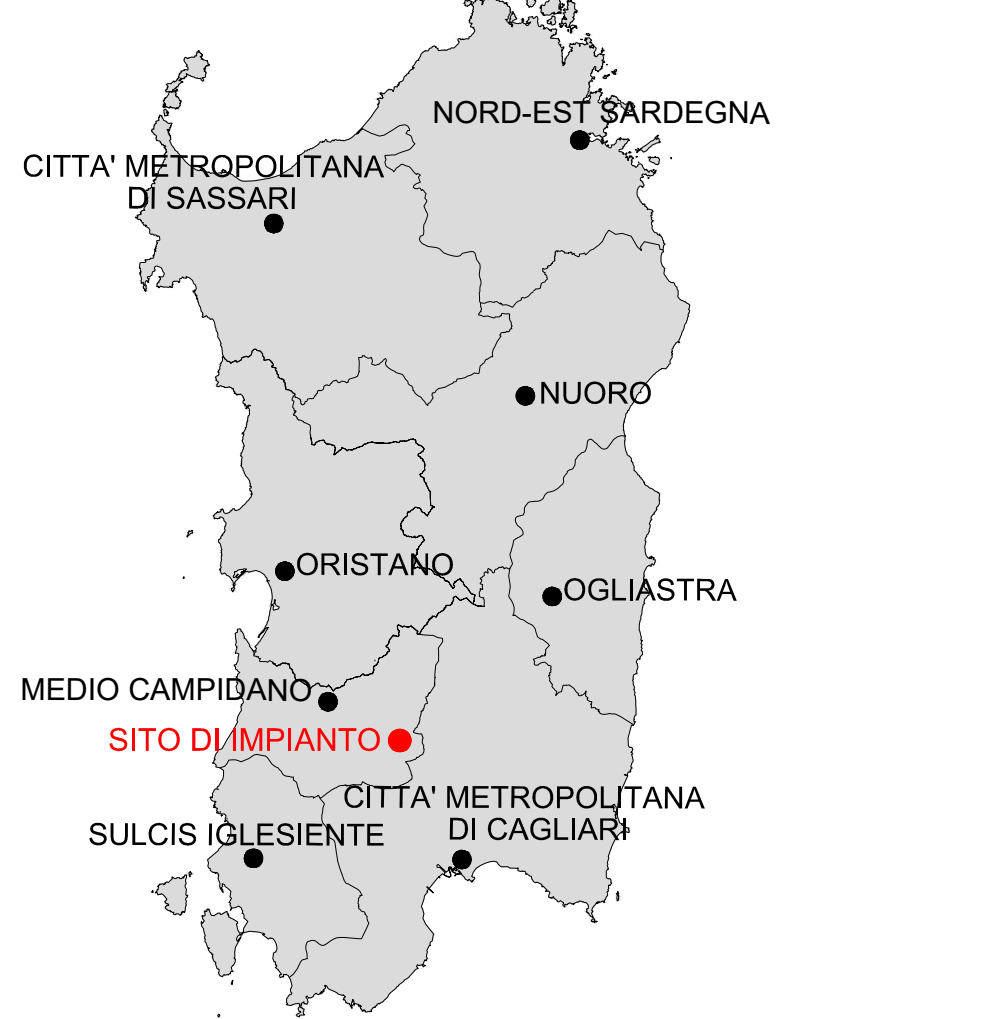 NORD-EST SARDEGNA
CITTA' METROPOLITANA
DI SASSARI
NUORO
ORISTANO
OGLIASTRA
MEDIO CAMPIDANO
SITO DI IMPIANTO
CITTA' METROPOLITANA
DI CAGLIARI
SULCIS IGLESIENTE